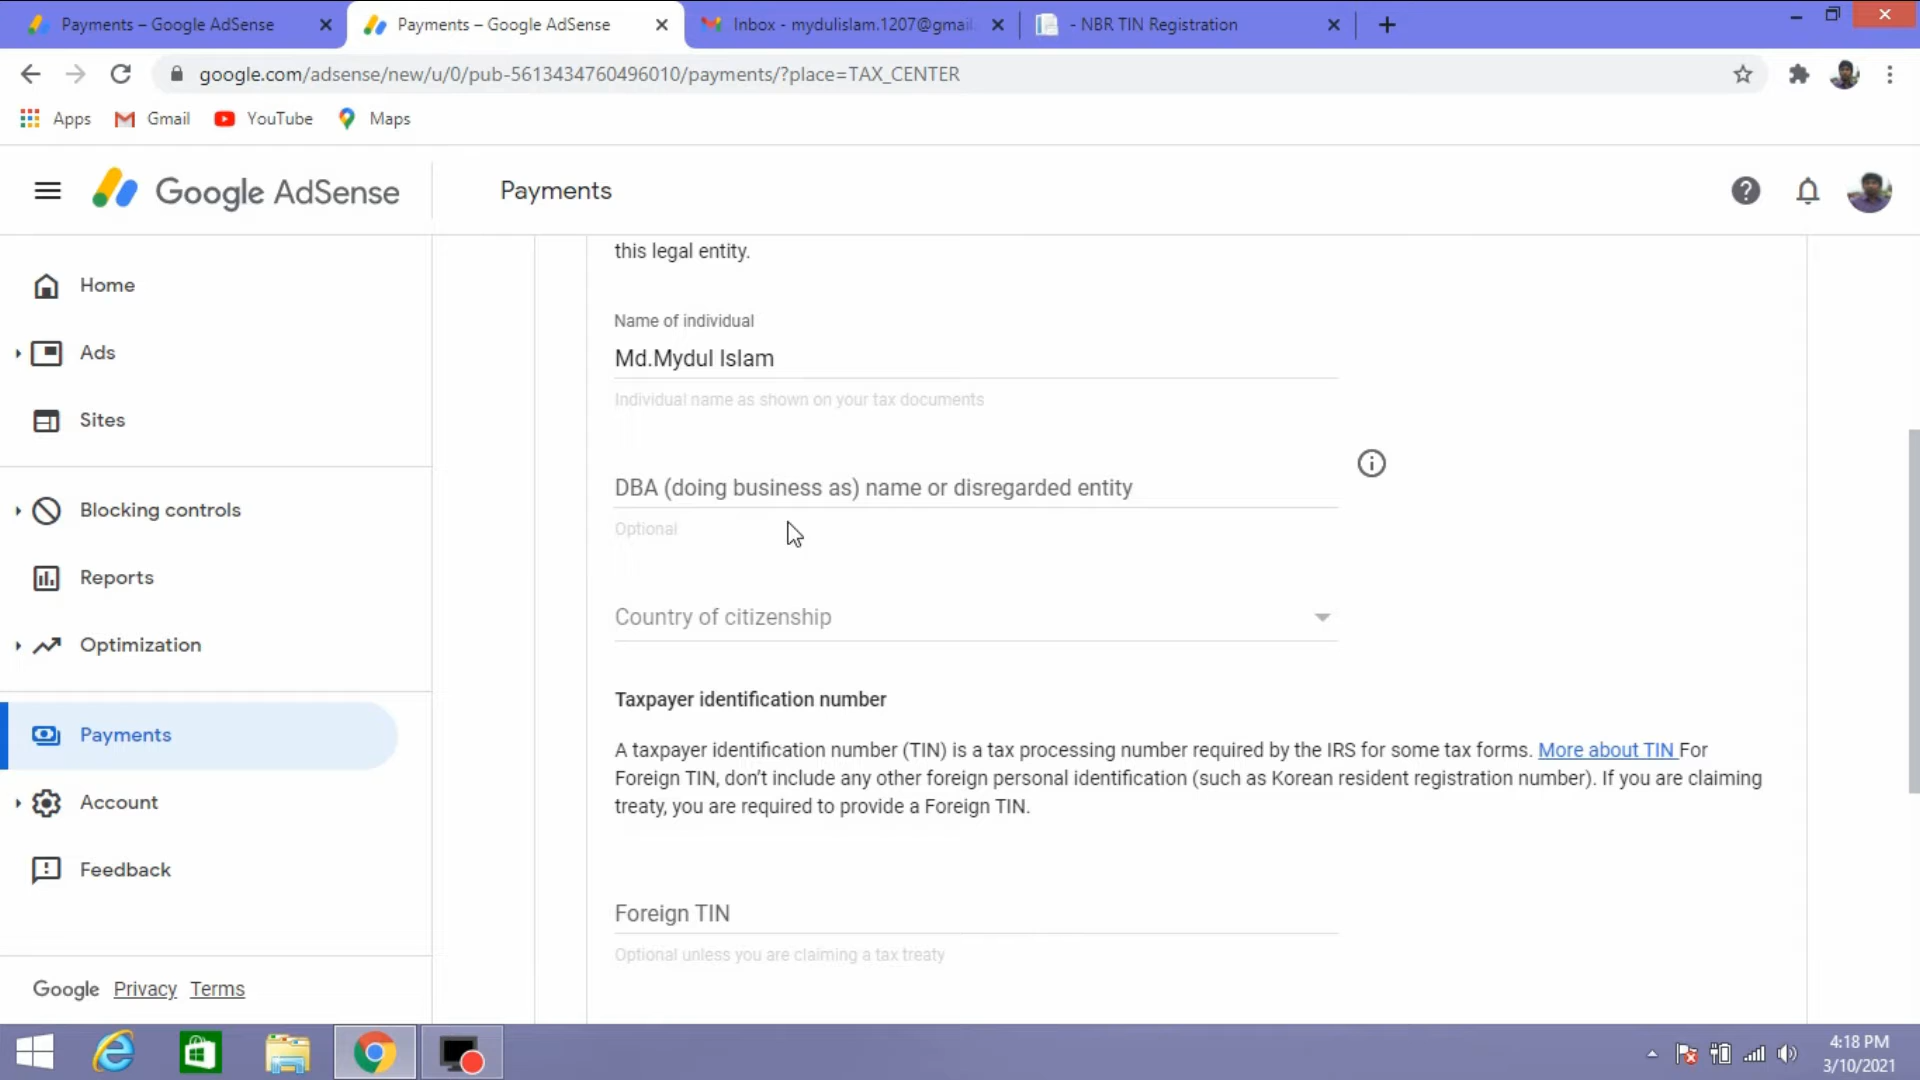 Payments – Google AdSense
Payments – Google AdSense
Inbox - mydulislam.1207@gmail
- NBR TIN Registration
google.com/adsense/new/u/0/pub-5613434760496010/payments/?place=TAX_CENTER
Apps
Gmail
YouTube
Maps
Google AdSense
Payments
Home
Ads
Sites
Blocking controls
Reports
Optimization
Payments
Account
Feedback
Google Privacy Terms
this legal entity.
Name of individual
Md.Mydul Islam
Individual name as shown on your tax documents
DBA (doing business as) name or disregarded entity
Optional
Country of citizenship
Taxpayer identification number
A taxpayer identification number (TIN) is a tax processing number required by the IRS for some tax forms. More about TIN For
Foreign TIN, don't include any other foreign personal identification (such as Korean resident registration number). If you are claiming
treaty, you are required to provide a Foreign TIN.
Foreign TIN
Optional unless you are claiming a tax treaty
4:18 PM
3/10/2021